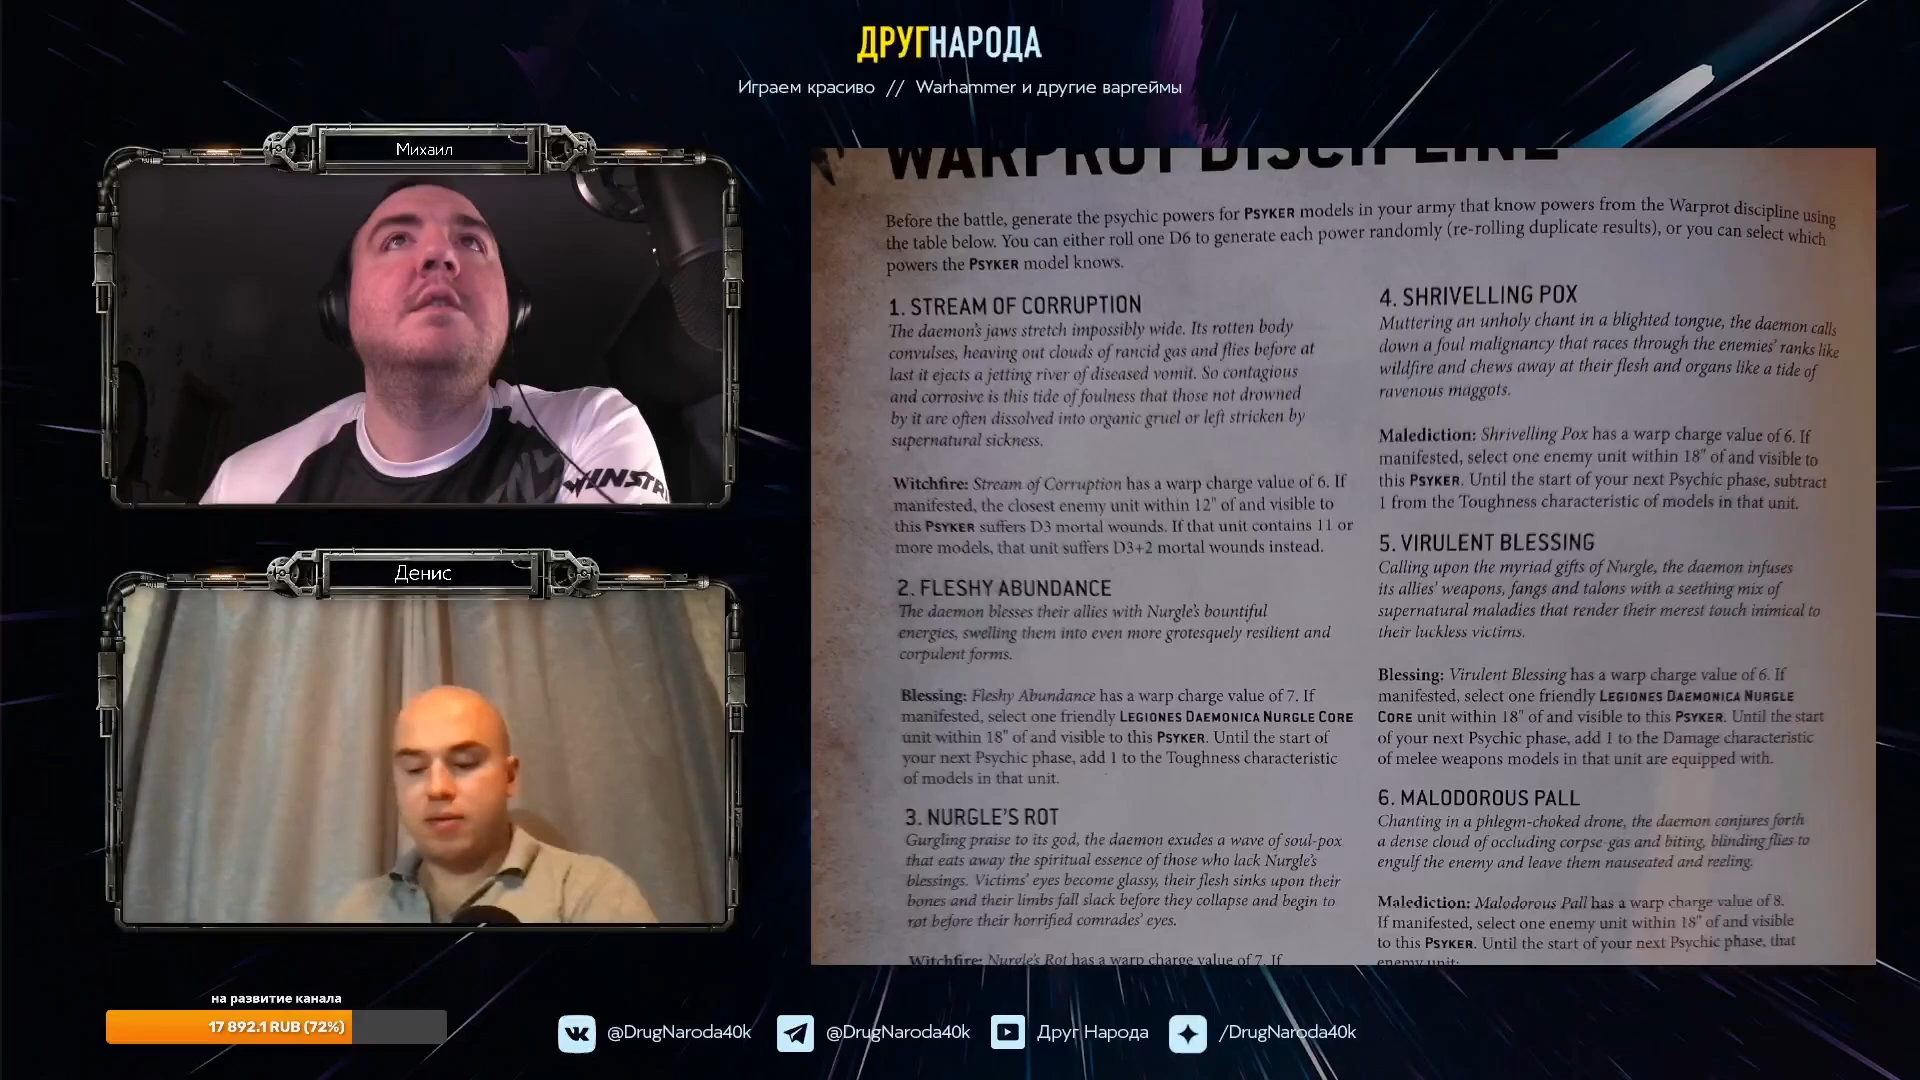 ДРУГНАРОДА
Играем красиво // Warhammer и другие варгеймы
Михаил
WINSTR
Денис
WARPROT DISCIPLINE
Before the battle, generate the psychic powers for PSYKER models in your army that know powers from the Warprot discipline using
the table below. You can either roll one D6 to generate each power randomly (re-rolling duplicate results), or you can select which
powers the PSYKER model knows.
1. STREAM OF CORRUPTION
The daemon's jaws stretch impossibly wide. Its rotten body
convulses, heaving out clouds of rancid gas and flies before at
last it ejects a jetting river of diseased vomit. So contagious
and corrosive is this tide of foulness that those not drowned
by it are often dissolved into organic gruel or left stricken by
supernatural sickness.
Witchfire: Stream of Corruption has a warp charge value of 6. If
manifested, the closest enemy unit within 12" of and visible to
this PSYKER suffers D3 mortal wounds. If that unit contains 11 or
more models, that unit suffers D3+2 mortal wounds instead.
2. FLESHY ABUNDANCE
The daemon blesses their allies with Nurgle's bountiful
energies, swelling them into even more grotesquely resilient and
corpulent forms.
Blessing: Fleshy Abundance has a warp charge value of 7. If
manifested, select one friendly LEGIONES DAEMONICA NURGLE CORE
unit within 18" of and visible to this PSYKER. Until the start of
your next Psychic phase, add 1 to the Toughness characteristic
of models in that unit.
3. NURGLE'S ROT
Gurgling praise to its god, the daemon exudes a wave of soul-pox
that eats away the spiritual essence of those who lack Nurgle's
blessings. Victims' eyes become glassy, their flesh sinks upon their
bones and their limbs fall slack before they collapse and begin to
rot before their horrified comrades' eyes.
Witchfire: Nurgle's Rot has a warp charge value of 7. If
4. SHRIVELLING POX
Muttering an unholy chant in a blighted tongue, the daemon calls
down a foul malignancy that races through the enemies' ranks like
wildfire and chews away at their flesh and organs like a tide of
ravenous maggots.
Malediction: Shrivelling Pox has a warp charge value of 6. If
manifested, select one enemy unit within 18" of and visible to
this PSYKER. Until the start of your next Psychic phase, subtract
1 from the Toughness characteristic of models in that unit.
5. VIRULENT BLESSING
Calling upon the myriad gifts of Nurgle, the daemon infuses
its allies' weapons, fangs and talons with a seething mix of
supernatural maladies that render their merest touch inimical to
their luckless victims.
Blessing: Virulent Blessing has a warp charge value of 6. If
manifested, select one friendly LEGIONES DAEMONICA NURGLE
CORE unit within 18" of and visible to this PSYKER. Until the start
of your next Psychic phase, add 1 to the Damage characteristic
of melee weapons models in that unit are equipped with.
6. MALODOROUS PALL
Chanting in a phlegm-choked drone, the daemon conjures forth
a dense cloud of occluding corpse-gas and biting, blinding flies to
engulf the enemy and leave them nauseated and reeling.
Malediction: Malodorous Pall has a warp charge value of 8.
If manifested, select one enemy unit within 18" of and visible
to this PSYKER. Until the start of your next Psychic phase, that
enemy unit:
на развитие канала
17 892.1 RUB (72%)
@DrugNaroda40k
@DrugNaroda40k
Друг Народа
/DrugNaroda40k